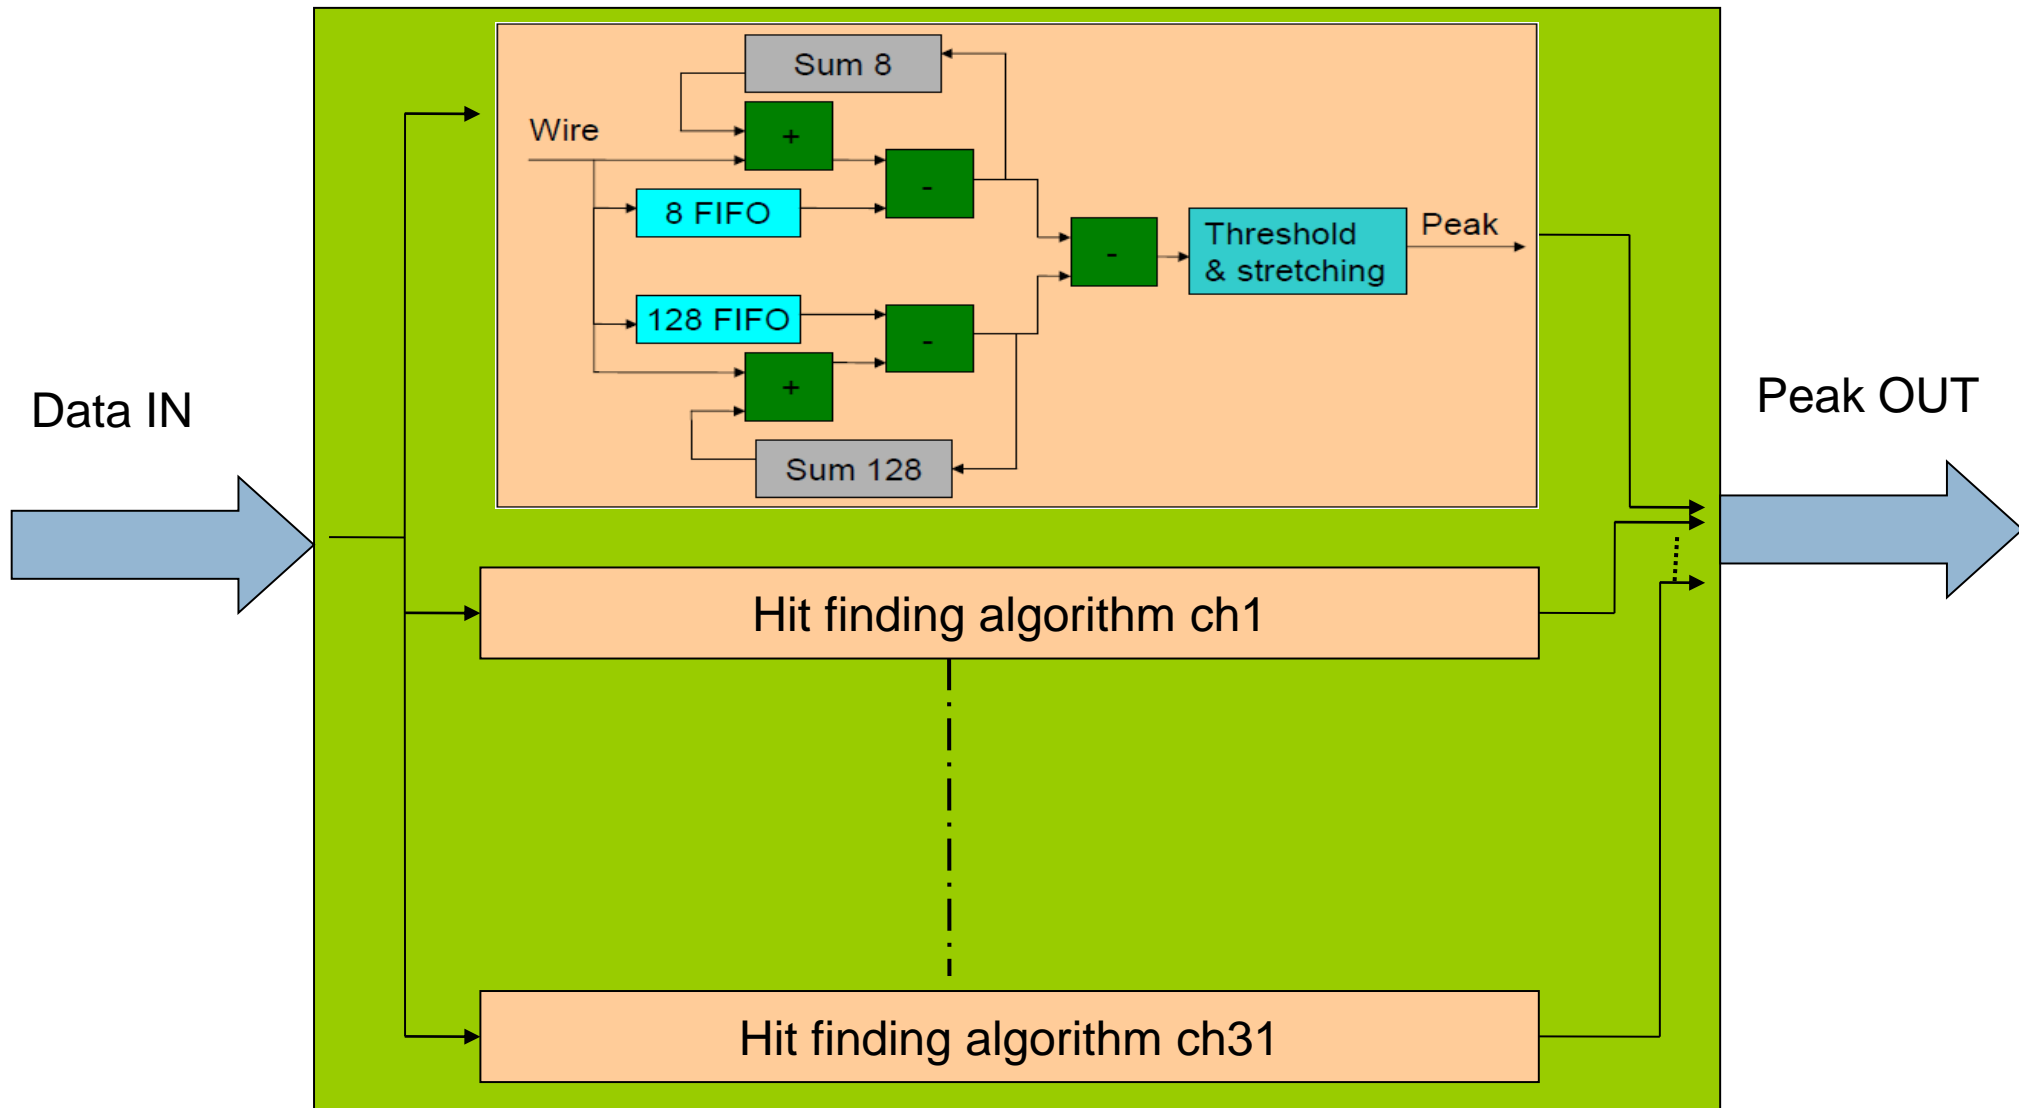 Sum 8
Wire
+
-
8 FIFO
Threshold
& stretching
Peak
-
128 FIFO
-
+
Sum 128
Data IN
Peak OUT
Hit finding algorithm ch1
Hit finding algorithm ch31